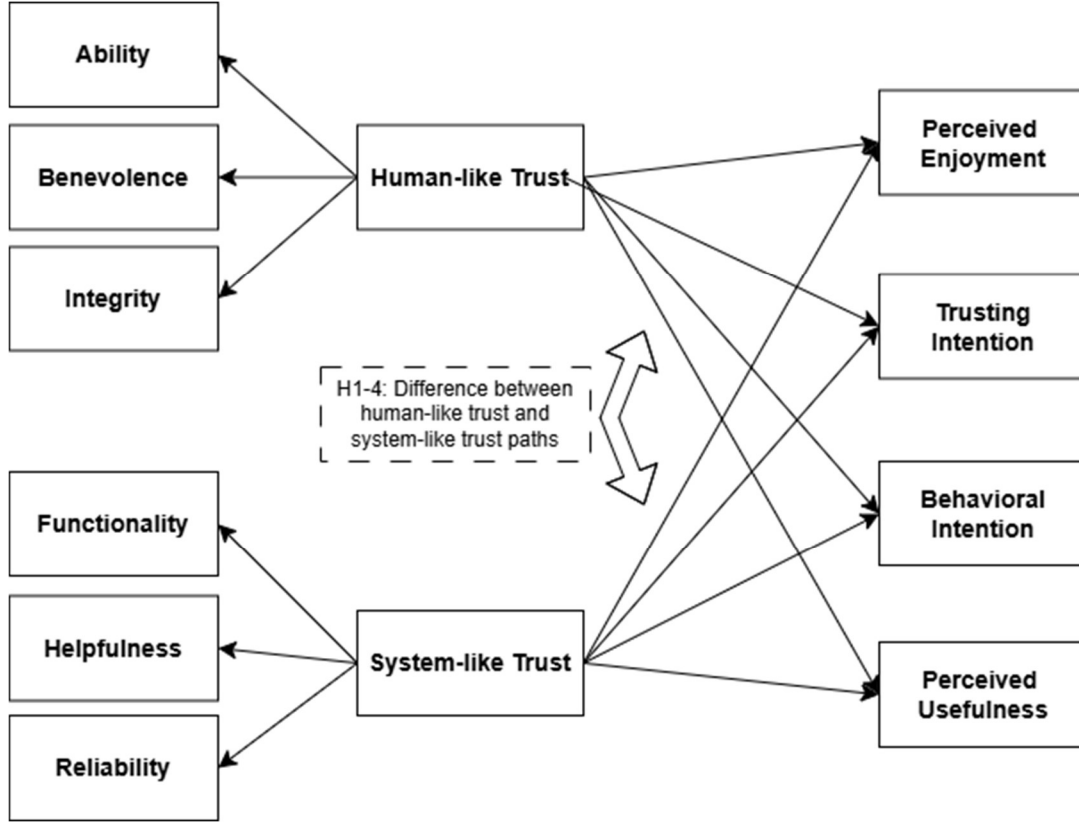 Ability
Benevolence
Integrity
Human-like Trust
Perceived
Enjoyment
Trusting
Intention
H1-4: Difference between
human-like trust and
system-like trust paths
Functionality
Helpfulness
Reliability
System-like Trust
Behavioral
Intention
Perceived
Usefulness